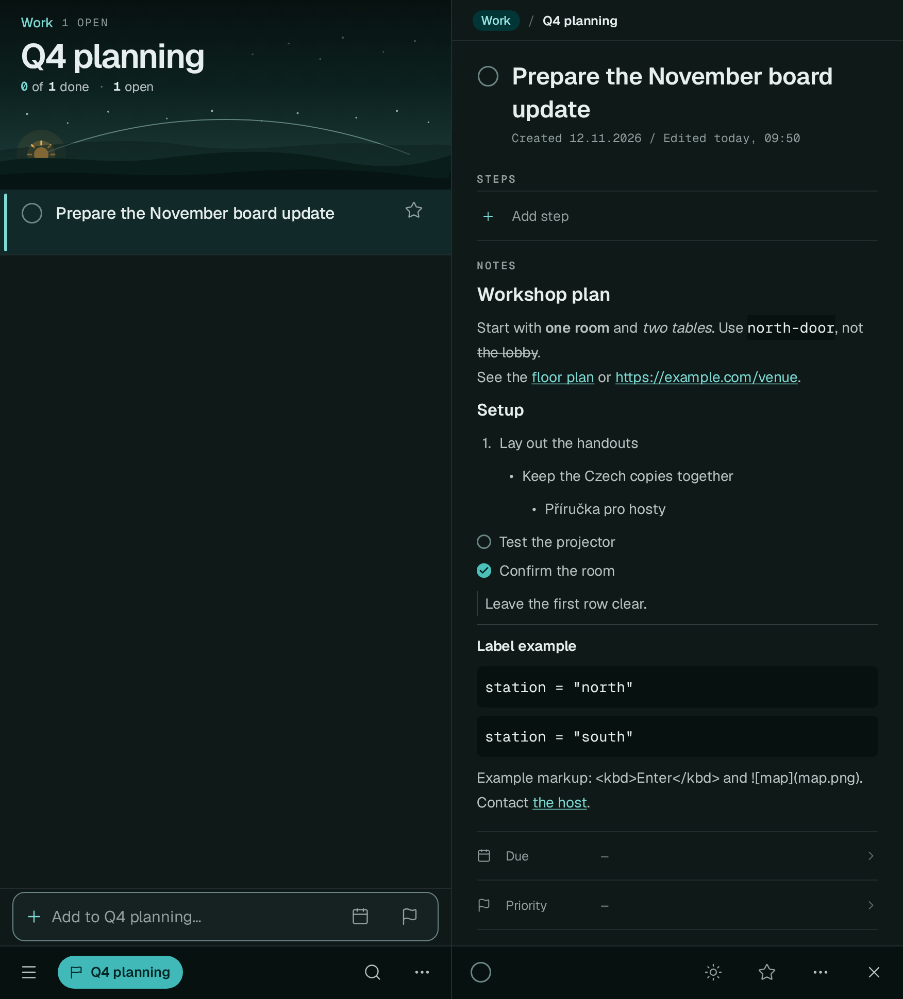 Work 1 OPEN
Q4 planning
0 of 1 done · 1 open
Prepare the November board update
Add to Q4 planning…
Q4 planning
Work / Q4 planning
Prepare the November board
update
Created 12.11.2026 / Edited today, 09:50
STEPS
+ Add step
NOTES
Workshop plan
Start with one room and two tables. Use north-door, not
the lobby.
See the floor plan or https://example.com/venue.
Setup
1. Lay out the handouts
• Keep the Czech copies together
• Příručka pro hosty
Test the projector
Confirm the room
Leave the first row clear.
Label example
station = "north"
station = "south"
Example markup: <kbd>Enter</kbd> and ![map](map.png).
Contact the host.
Due –
Priority –